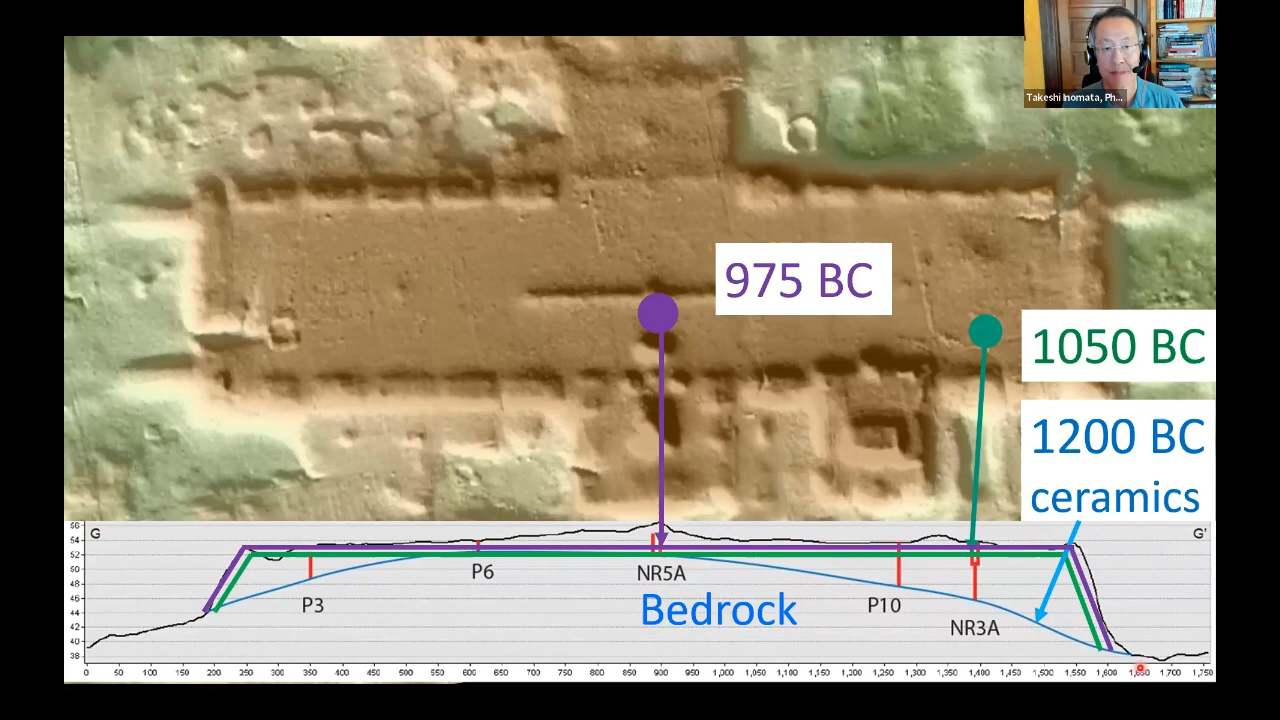 Takeshi Inomata, Ph...
975 BC
1050 BC
1200 BC
ceramics
G
G'
56
54
52
50
48
46
44
42
40
38
P3
P6
NR5A
P10
NR3A
Bedrock
0 50 100 150 200 250 300 350 400 450 500 550 600 650 700 750 800 850 900 950 1,000 1,050 1,100 1,150 1,200 1,250 1,300 1,350 1,400 1,450 1,500 1,550 1,600 1,650 1,700 1,750